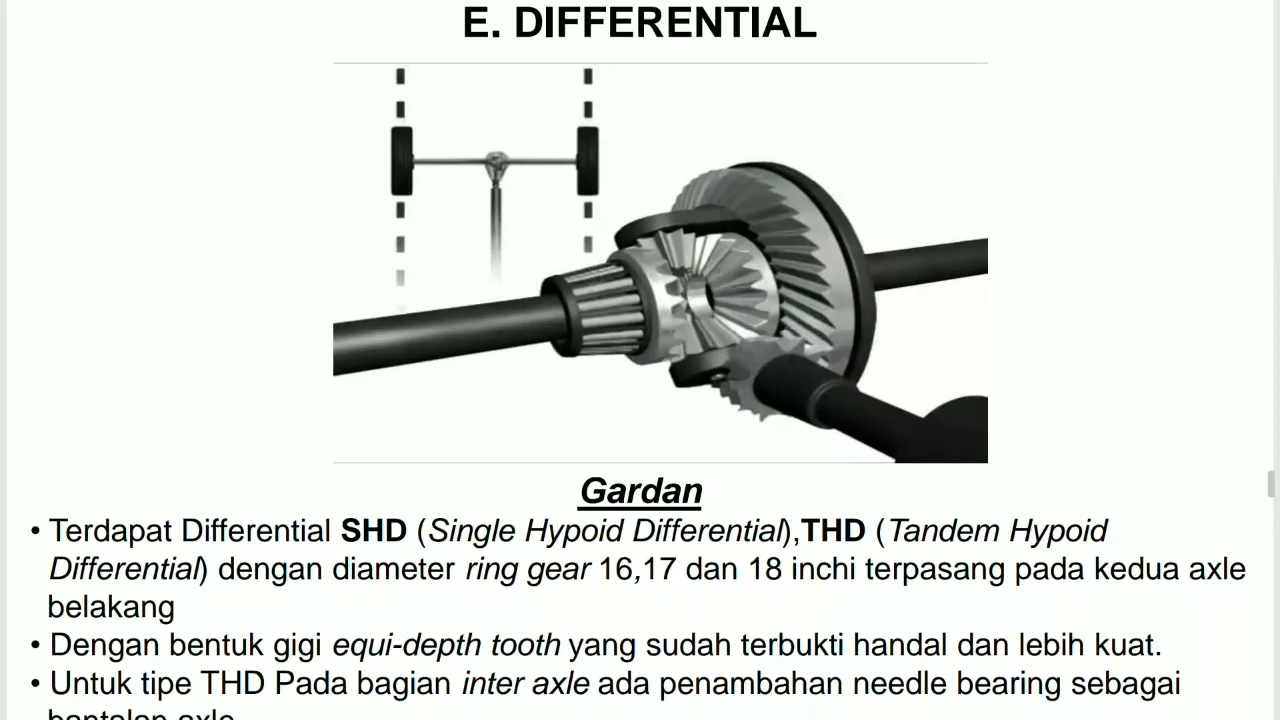 E. DIFFERENTIAL
Gardan
• Terdapat Differential SHD (Single Hypoid Differential),THD (Tandem Hypoid
Differential) dengan diameter ring gear 16,17 dan 18 inchi terpasang pada kedua axle
belakang
• Dengan bentuk gigi equi-depth tooth yang sudah terbukti handal dan lebih kuat.
• Untuk tipe THD Pada bagian inter axle ada penambahan needle bearing sebagai
bantalan axle